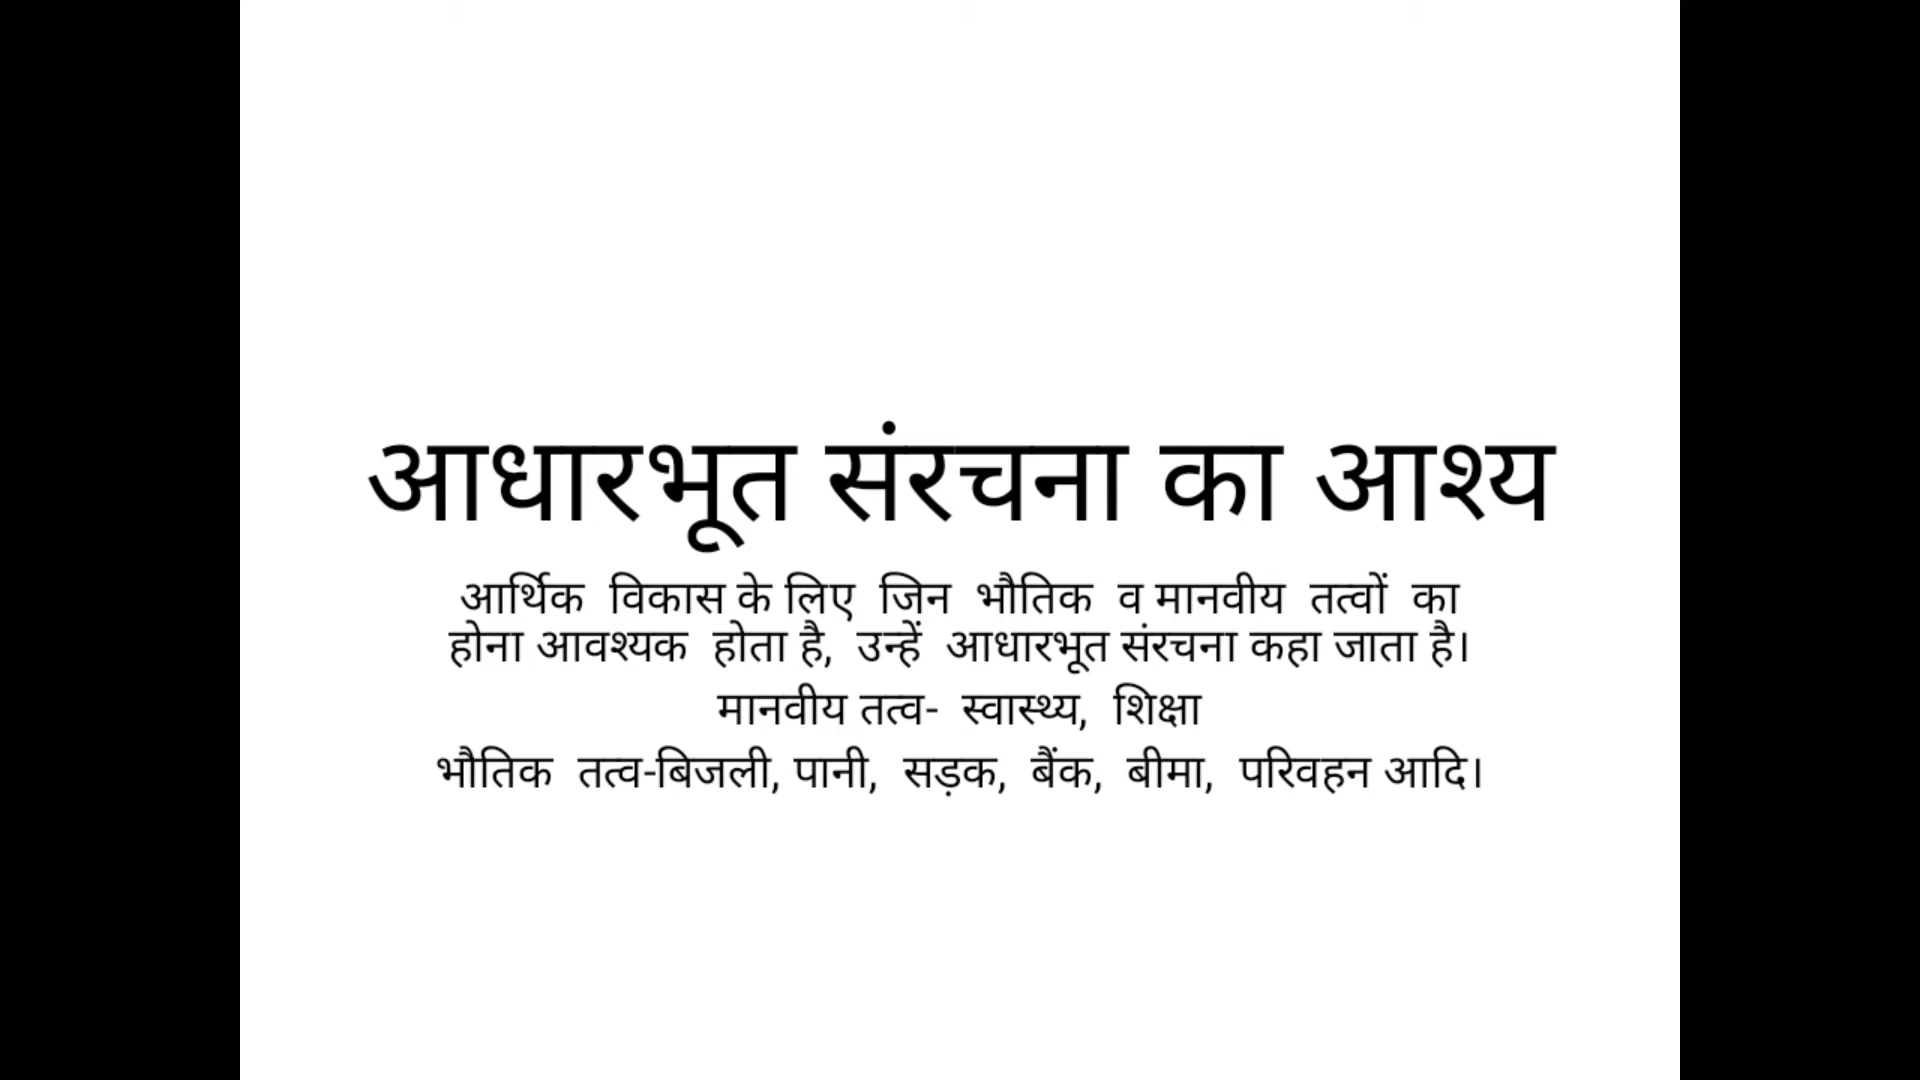 आधारभूत संरचना का आश्य
आर्थिक विकास के लिए जिन भौतिक व मानवीय तत्वों का
होना आवश्यक होता है, उन्हें आधारभूत संरचना कहा जाता है।
मानवीय तत्व- स्वास्थ्य, शिक्षा
भौतिक तत्व-बिजली, पानी, सड़क, बैंक, बीमा, परिवहन आदि।